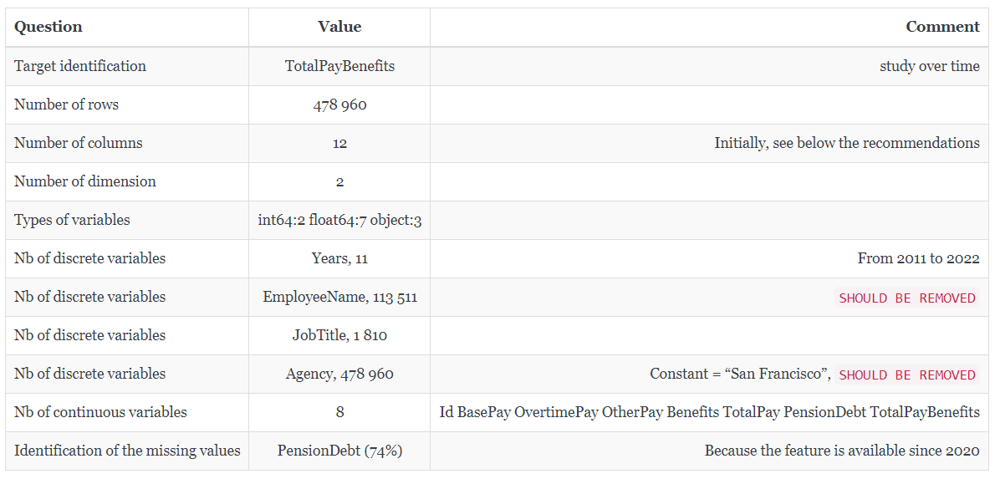 Question Value Comment
Target identification TotalPayBenefits study over time
Number of rows 478 960
Number of columns 12 Initially, see below the recommendations
Number of dimension 2
Types of variables int64:2 float64:7 object:3
Nb of discrete variables Years, 11 From 2011 to 2022
Nb of discrete variables EmployeeName, 113 511 SHOULD BE REMOVED
Nb of discrete variables JobTitle, 1 810
Nb of discrete variables Agency, 478 960 Constant = “San Francisco”, SHOULD BE REMOVED
Nb of continuous variables 8 Id BasePay OvertimePay OtherPay Benefits TotalPay PensionDebt TotalPayBenefits
Identification of the missing values PensionDebt (74%) Because the feature is available since 2020